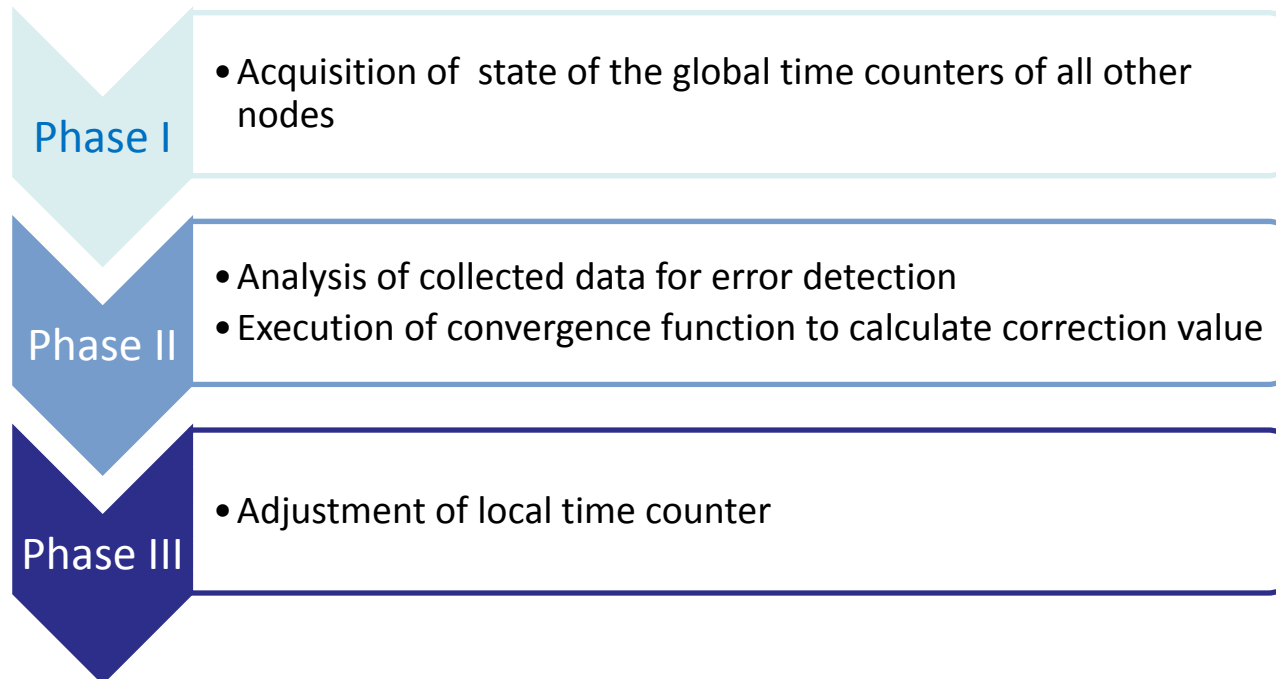 Phase I
•Acquisition of  state of the global time counters of all other
nodes
Phase II
•Analysis of collected data for error detection
•Execution of convergence function to calculate correction value
Phase III
•Adjustment of local time counter